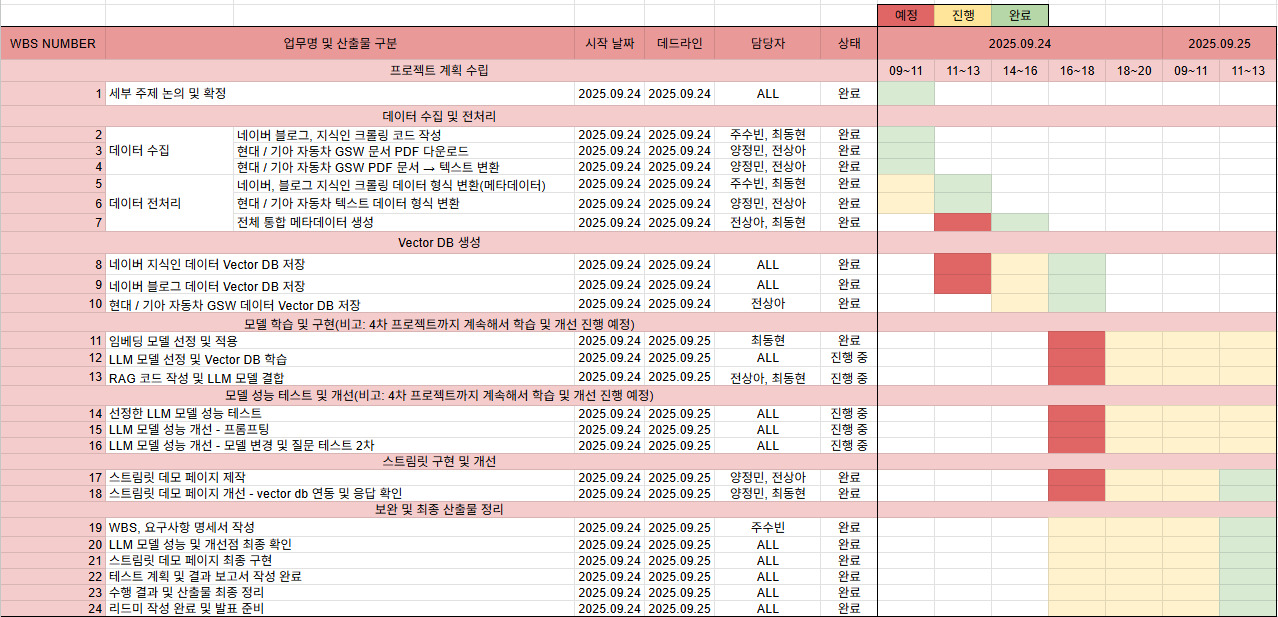 예정 진행 완료
WBS NUMBER 업무명 및 산출물 구분 시작 날짜 데드라인 담당자 상태 2025.09.24 2025.09.25
프로젝트 계획 수립 09~11 11~13 14~16 16~18 18~20 09~11 11~13
1 세부 주제 논의 및 확정 2025.09.24 2025.09.24 ALL 완료
데이터 수집 및 전처리
2 네이버 블로그, 지식인 크롤링 코드 작성 2025.09.24 2025.09.24 주수빈, 최동현 완료
3 데이터 수집 현대 / 기아 자동차 GSW 문서 PDF 다운로드 2025.09.24 2025.09.24 양정민, 전상아 완료
4 현대 / 기아 자동차 GSW PDF 문서 → 텍스트 변환 2025.09.24 2025.09.24 양정민, 전상아 완료
5 네이버, 블로그 지식인 크롤링 데이터 형식 변환(메타데이터) 2025.09.24 2025.09.24 주수빈, 최동현 완료
6 데이터 전처리 현대 / 기아 자동차 텍스트 데이터 형식 변환 2025.09.24 2025.09.24 양정민, 전상아 완료
7 전체 통합 메타데이터 생성 2025.09.24 2025.09.24 전상아, 최동현 완료
Vector DB 생성
8 네이버 지식인 데이터 Vector DB 저장 2025.09.24 2025.09.24 ALL 완료
9 네이버 블로그 데이터 Vector DB 저장 2025.09.24 2025.09.24 ALL 완료
10 현대 / 기아 자동차 GSW 데이터 Vector DB 저장 2025.09.24 2025.09.24 전상아 완료
모델 학습 및 구현(비고: 4차 프로젝트까지 계속해서 학습 및 개선 진행 예정)
11 임베딩 모델 선정 및 적용 2025.09.24 2025.09.25 최동현 완료
12 LLM 모델 선정 및 Vector DB 학습 2025.09.24 2025.09.25 ALL 진행 중
13 RAG 코드 작성 및 LLM 모델 결합 2025.09.24 2025.09.25 전상아, 최동현 진행 중
모델 성능 테스트 및 개선(비고: 4차 프로젝트까지 계속해서 학습 및 개선 진행 예정)
14 선정한 LLM 모델 성능 테스트 2025.09.24 2025.09.25 ALL 진행 중
15 LLM 모델 성능 개선 - 프롬프팅 2025.09.24 2025.09.25 ALL 진행 중
16 LLM 모델 성능 개선 - 모델 변경 및 질문 테스트 2차 2025.09.24 2025.09.25 ALL 진행 중
스트림릿 구현 및 개선
17 스트림릿 데모 페이지 제작 2025.09.24 2025.09.25 양정민, 전상아 완료
18 스트림릿 데모 페이지 개선 - vector db 연동 및 응답 확인 2025.09.24 2025.09.25 양정민, 최동현 완료
보완 및 최종 산출물 정리
19 WBS, 요구사항 명세서 작성 2025.09.24 2025.09.25 주수빈 완료
20 LLM 모델 성능 및 개선점 최종 확인 2025.09.24 2025.09.25 ALL 완료
21 스트림릿 데모 페이지 최종 구현 2025.09.24 2025.09.25 ALL 완료
22 테스트 계획 및 결과 보고서 작성 완료 2025.09.24 2025.09.25 ALL 완료
23 수행 결과 및 산출물 최종 정리 2025.09.24 2025.09.25 ALL 완료
24 리드미 작성 완료 및 발표 준비 2025.09.24 2025.09.25 ALL 완료